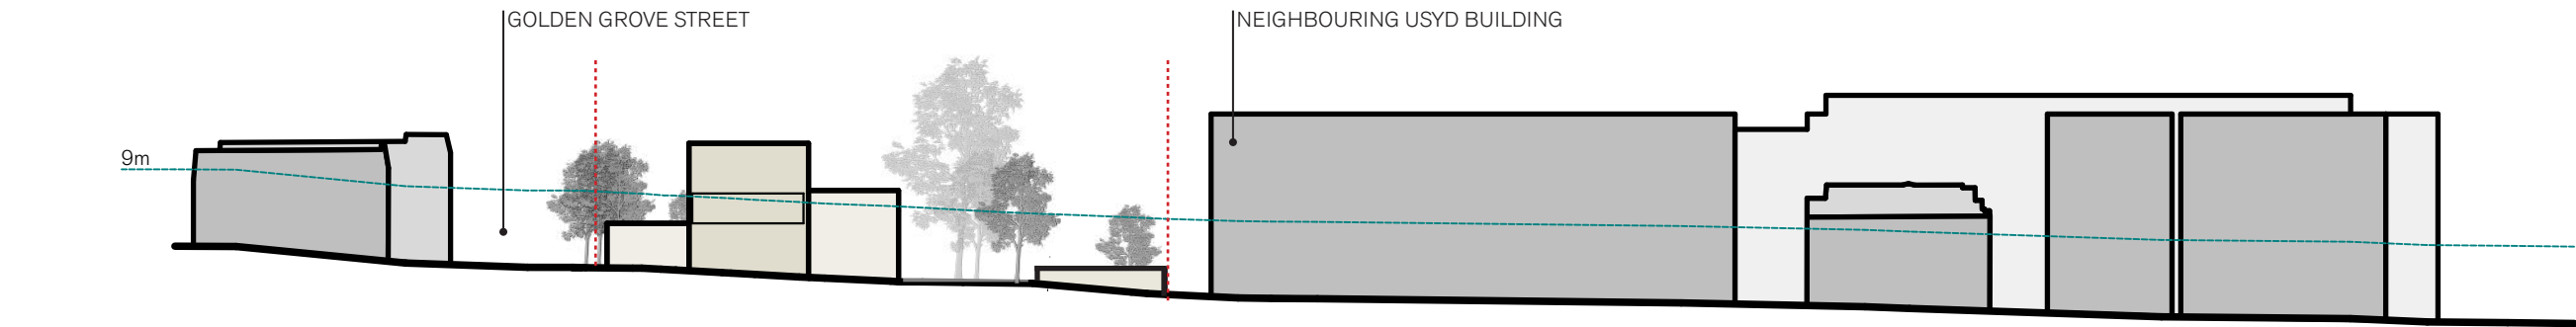 GOLDEN GROVE STREET
NEIGHBOURING USYD BUILDING
9m